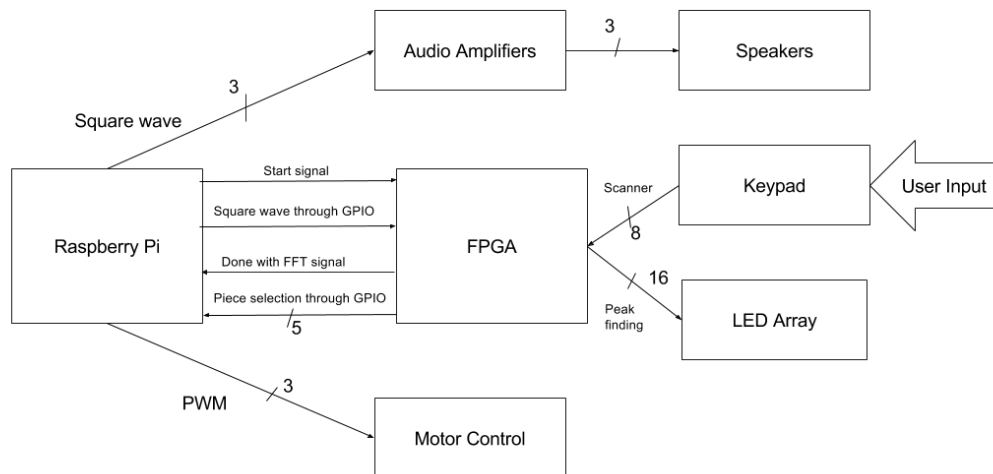 Audio Amplifiers
3
Speakers
3
Square wave
Raspberry Pi
Start signal
Square wave through GPIO
Done with FFT signal
Piece selection through GPIO
5
FPGA
Scanner
8
Keypad
User Input
16
Peak
finding
LED Array
3
PWM
Motor Control